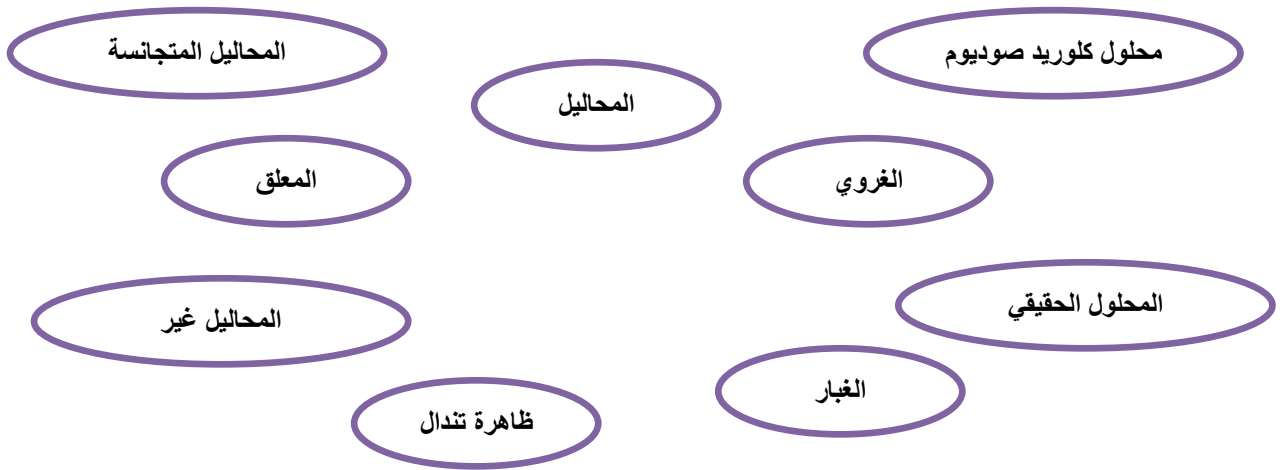 محلول كلوريد صوديوم
المحاليل المتجانسة
المحاليل
الغروي
المعلق
المحلول الحقيقي
المحاليل غير
الغبار
ظاهرة تندال